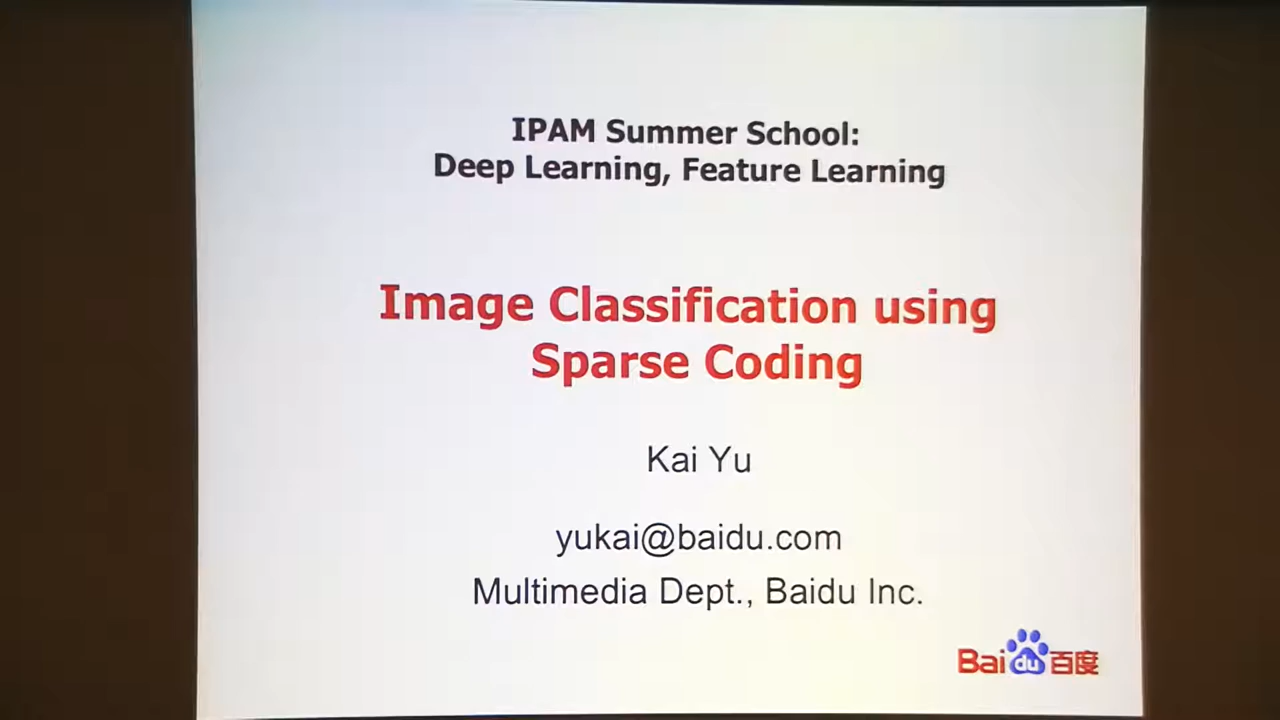 IPAM Summer School:
Deep Learning, Feature Learning
Image Classification using
Sparse Coding
Kai Yu
yukai@baidu.com
Multimedia Dept., Baidu Inc.
Baidu百度